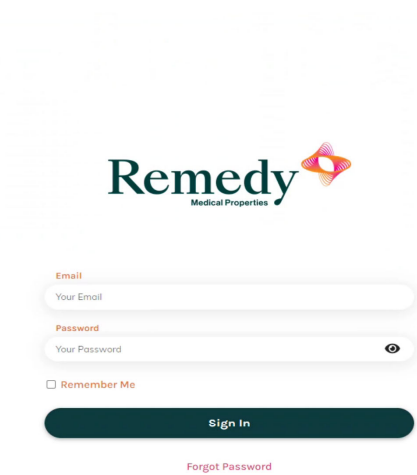 Remedy
Medical Properties
Email
Your Email
Password
Your Password
Remember Me
Sign In
Forgot Password